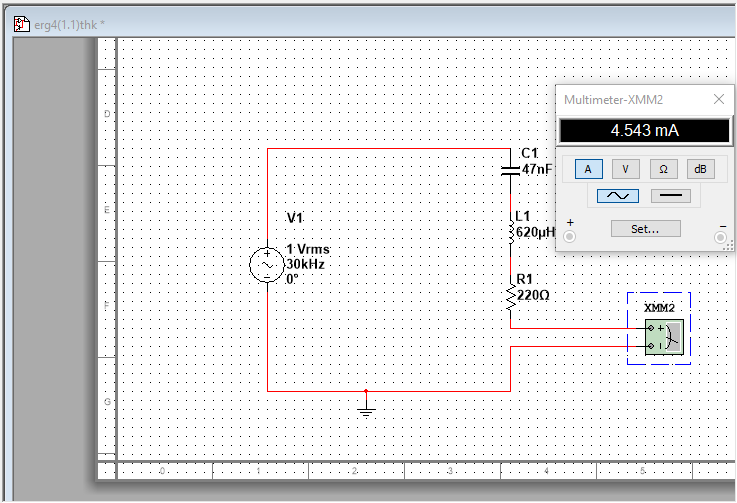 erg4(1.1)thk *
Multimeter-XMM2
4.543 mA
A V Ω dB
Set...
+ −
D
E
F
G
C1
47nF
L1
620µH
R1
220Ω
V1
1 Vrms
30kHz
0°
XMM2
0 1 2 3 4 5